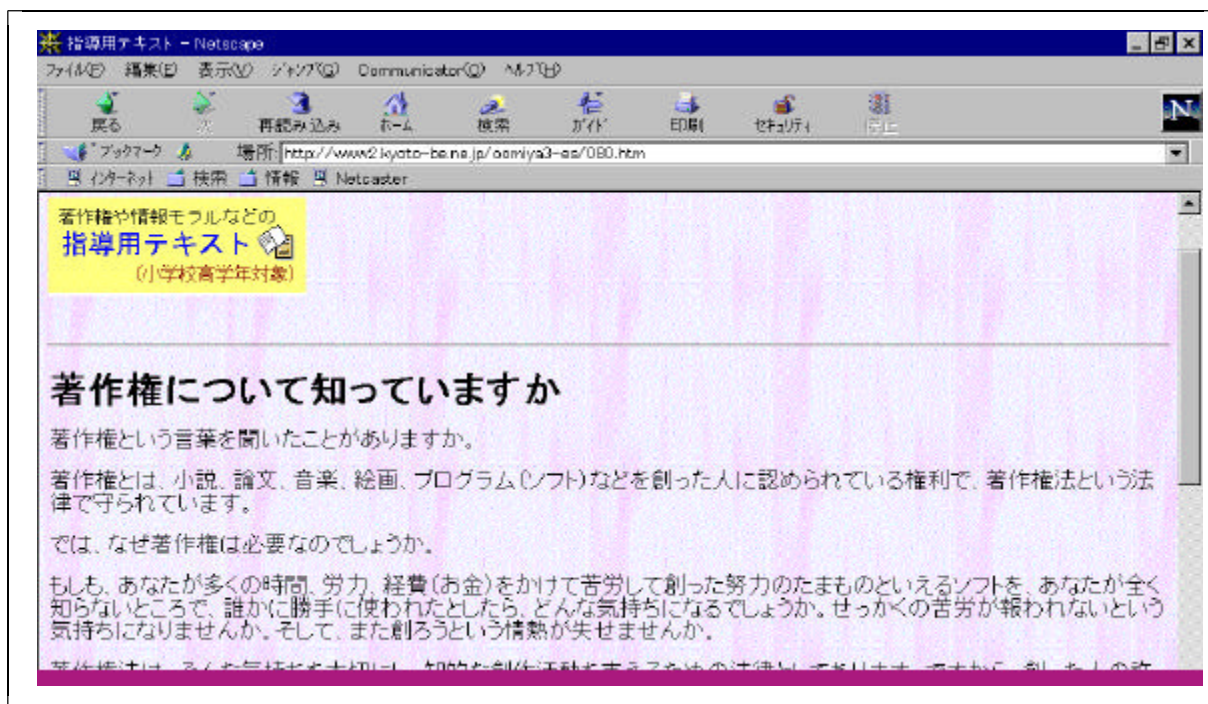 指導用テキスト - Netscape
ファイル(F) 編集(E) 表示(V) ジャンプ(G) Communicator(C) ヘルプ(H)
戻る 次 再読み込み ホーム 検索 ガイド 印刷 セキュリティ 停止
ブックマーク 場所: http://www2.kyoto-be.ne.jp/oomiya3-es/080.htm
インターネット 検索 情報 Netcaster
著作権や情報モラルなどの
指導用テキスト
(小学校高学年対象)
著作権について知っていますか
著作権という言葉を聞いたことがありますか。
著作権とは、小説、論文、音楽、絵画、プログラム(ソフト)などを創った人に認められている権利で、著作権法という法
律で守られています。
では、なぜ著作権は必要なのでしょうか。
もしも、あなたが多くの時間、労力、経費(お金)をかけて苦労して創った努力のたまものといえるソフトを、あなたが全く
知らないところで、誰かに勝手に使われたとしたら、どんな気持ちになるでしょうか。せっかくの苦労が報われないという
気持ちになりませんか。そして、また創ろうという情熱が失せませんか。